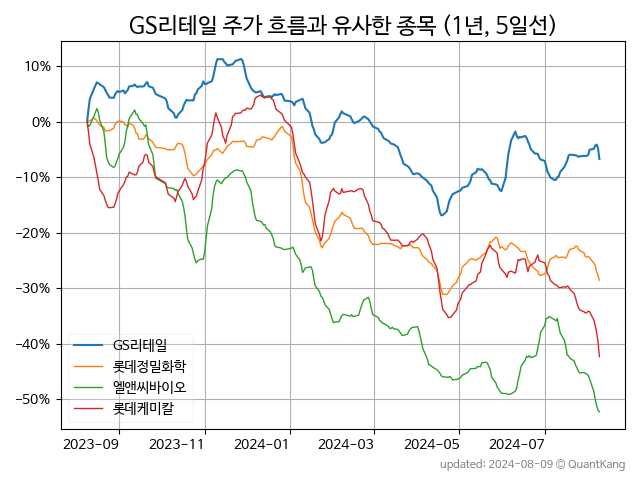 GS리테일 주가 흐름과 유사한 종목 (1년, 5일선)
10%
0%
−10%
−20%
−30%
−40%
−50%
GS리테일
롯데정밀화학
엘앤씨바이오
롯데케미칼
2023-09 2023-11 2024-01 2024-03 2024-05 2024-07
updated: 2024-08-09 © QuantKang